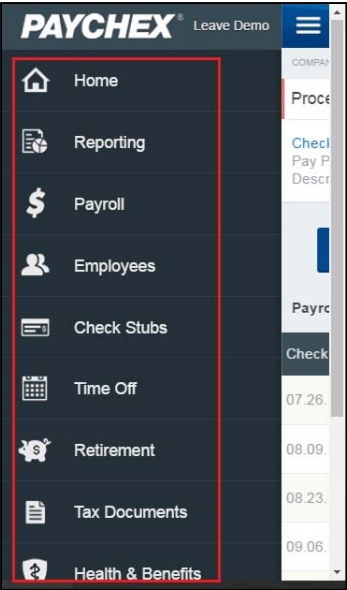 PAYCHEX® Leave Demo
Home
Reporting
Payroll
Employees
Check Stubs
Time Off
Retirement
Tax Documents
Health & Benefits
COMPAN
Proce
Check
Pay P
Descr
Payro
Check
07.26.
08.09.
08.23.
09.06.